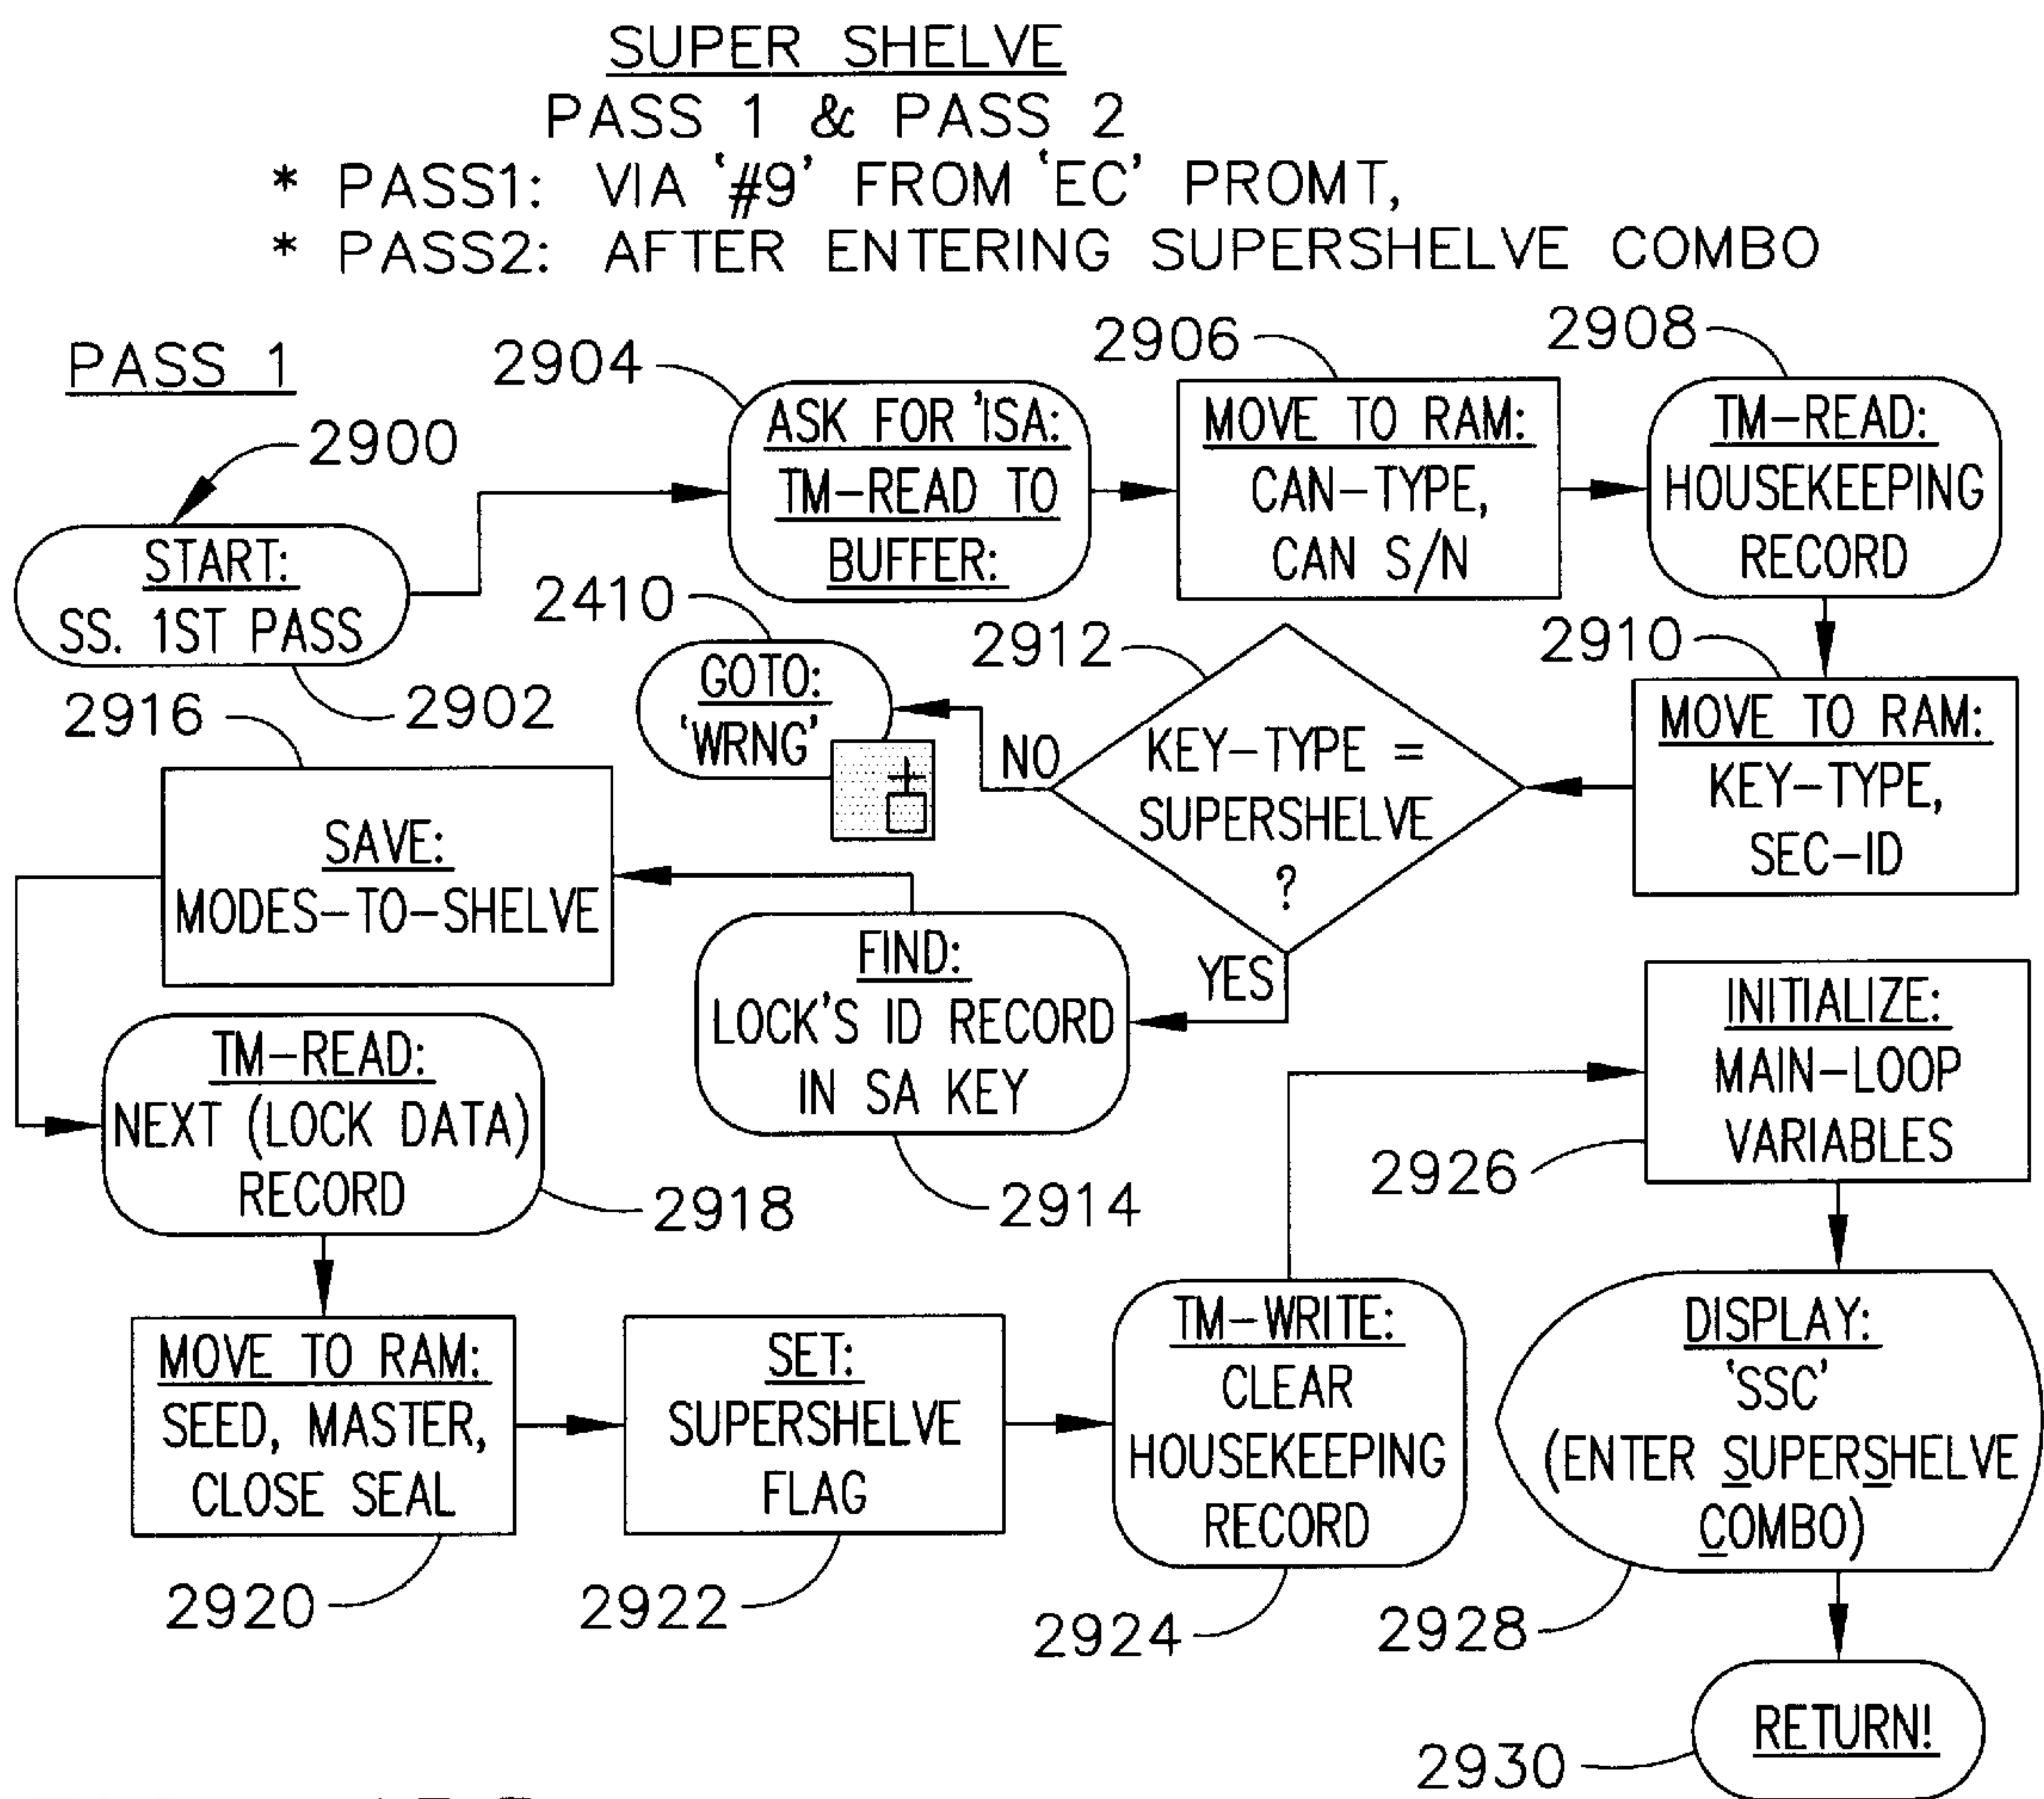 SUPER SHELVE
PASS 1 & PASS 2
* PASS1: VIA '#9' FROM 'EC' PROMT,
* PASS2: AFTER ENTERING SUPERSHELVE COMBO
PASS 1
2900
START:
SS. 1ST PASS
2902
2904
ASK FOR 'ISA:
TM-READ TO
BUFFER:
2906
MOVE TO RAM:
CAN-TYPE,
CAN S/N
2908
TM-READ:
HOUSEKEEPING
RECORD
2910
MOVE TO RAM:
KEY-TYPE,
SEC-ID
2912
KEY-TYPE =
SUPERSHELVE
?
NO
2410
GOTO:
'WRNG'
YES
FIND:
LOCK'S ID RECORD
IN SA KEY
2914
2916
SAVE:
MODES-TO-SHELVE
TM-READ:
NEXT (LOCK DATA)
RECORD
2918
MOVE TO RAM:
SEED, MASTER,
CLOSE SEAL
2920
SET:
SUPERSHELVE
FLAG
2922
TM-WRITE:
CLEAR
HOUSEKEEPING
RECORD
2924
INITIALIZE:
MAIN-LOOP
VARIABLES
2926
DISPLAY:
'SSC'
(ENTER SUPERSHELVE
COMBO)
2928
RETURN!
2930